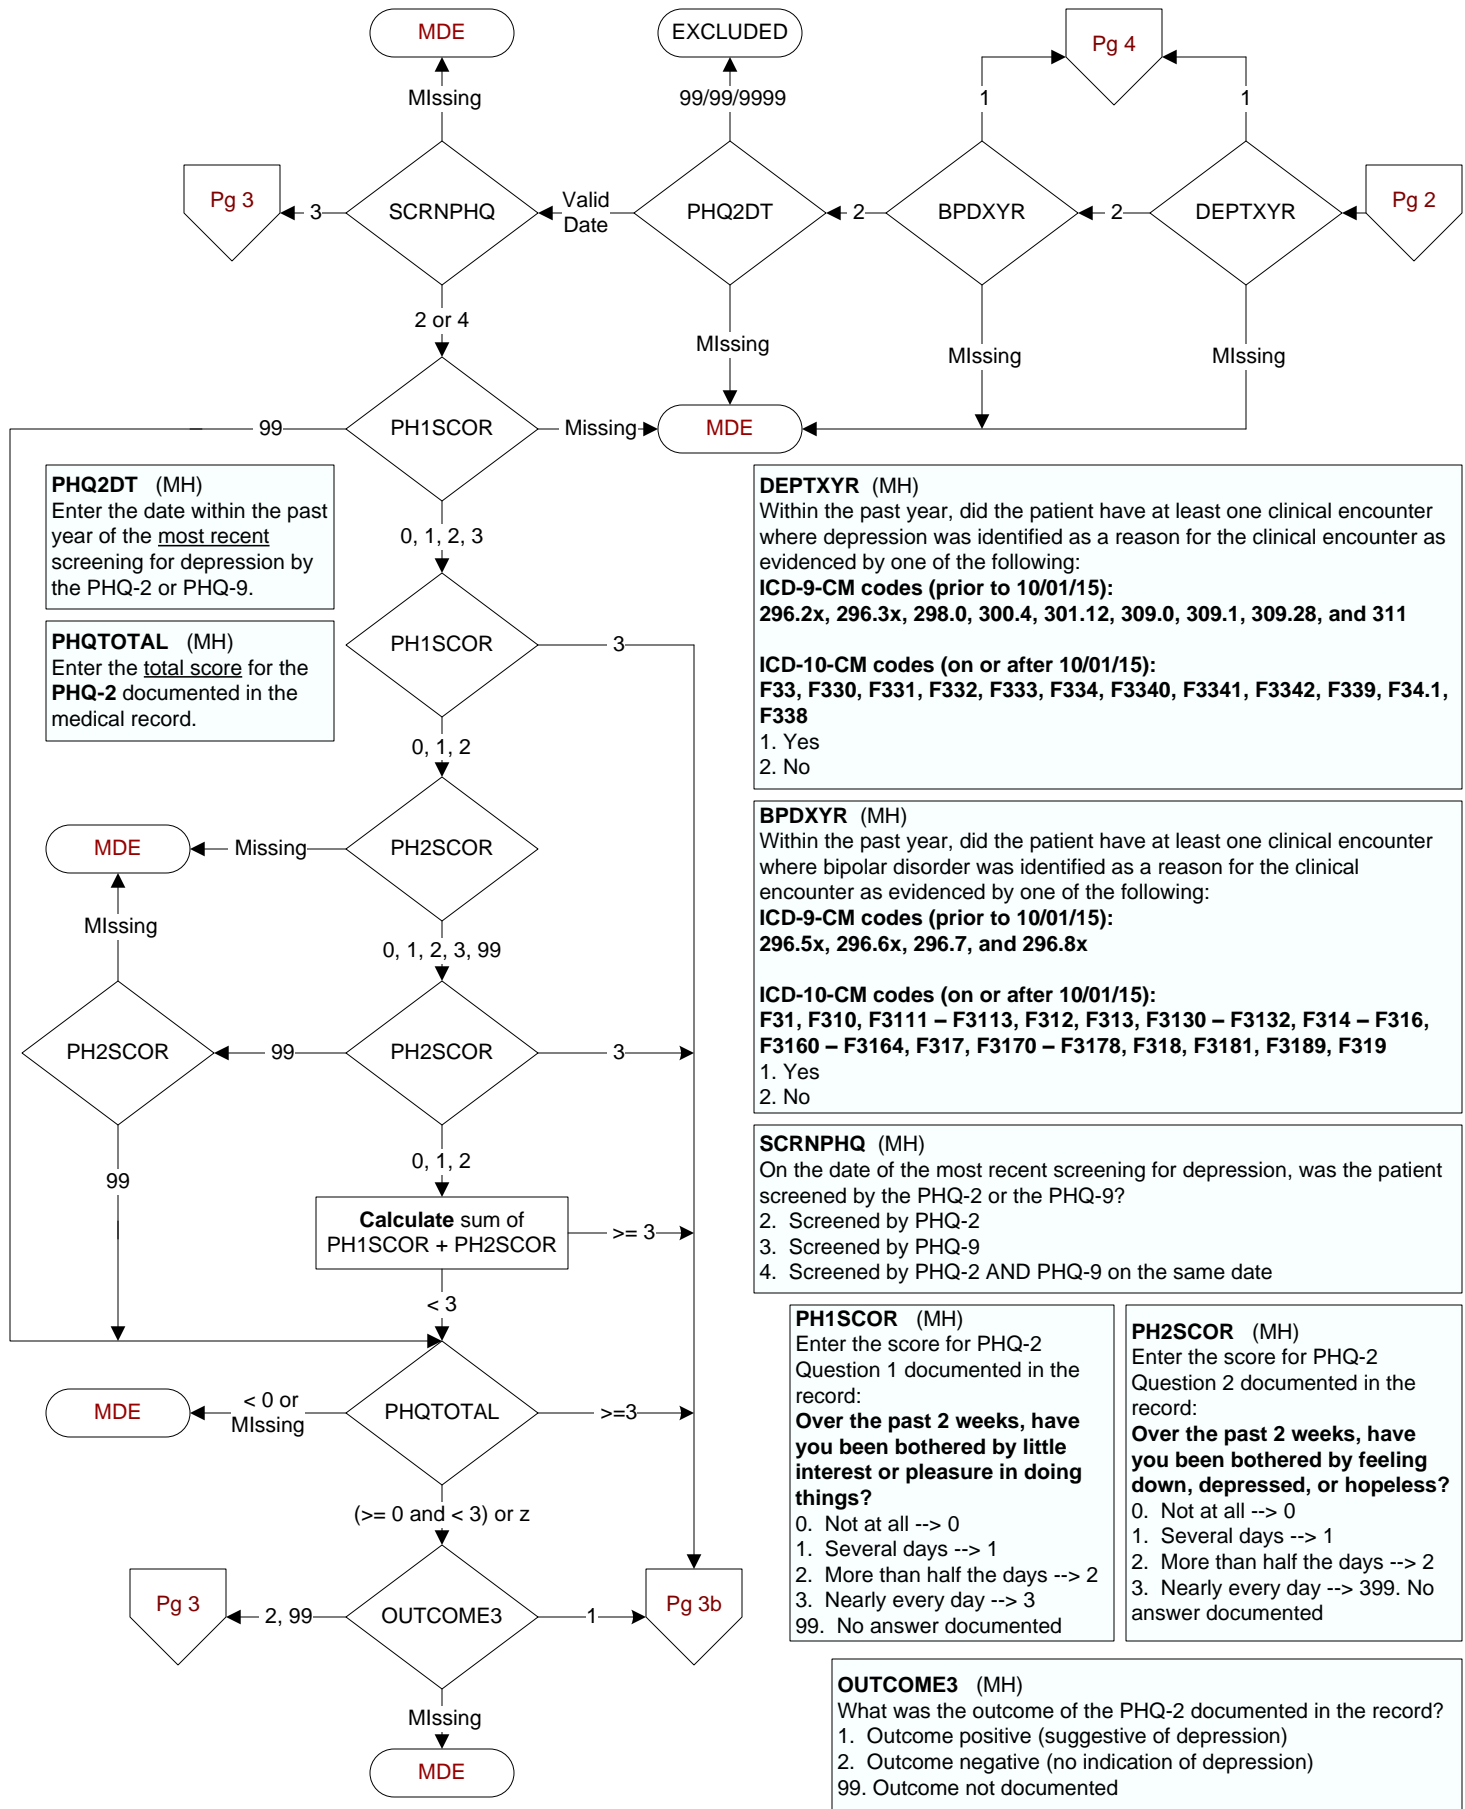 MDE
EXCLUDED
Pg 4
MIssing
99/99/9999
1
1
Pg 3
3
SCRNPHQ
Valid
Date
PHQ2DT
2
BPDXYR
2
DEPTXYR
Pg 2
2 or 4
MIssing
MIssing
MIssing
99
PH1SCOR
Missing
MDE
PHQ2DT (MH)
Enter the date within the past
year of the most recent
screening for depression by
the PHQ-2 or PHQ-9.
PHQTOTAL (MH)
Enter the total score for the
PHQ-2 documented in the
medical record.
0, 1, 2, 3
PH1SCOR
3
0, 1, 2
MDE
Missing
PH2SCOR
MIssing
0, 1, 2, 3, 99
PH2SCOR
99
PH2SCOR
3
99
0, 1, 2
Calculate sum of
PH1SCOR + PH2SCOR
>= 3
< 3
MDE
< 0 or
MIssing
PHQTOTAL
>=3
(>= 0 and < 3) or z
Pg 3
2, 99
OUTCOME3
1
Pg 3b
MIssing
MDE
DEPTXYR (MH)
Within the past year, did the patient have at least one clinical encounter
where depression was identified as a reason for the clinical encounter as
evidenced by one of the following:
ICD-9-CM codes (prior to 10/01/15):
296.2x, 296.3x, 298.0, 300.4, 301.12, 309.0, 309.1, 309.28, and 311
ICD-10-CM codes (on or after 10/01/15):
F33, F330, F331, F332, F333, F334, F3340, F3341, F3342, F339, F34.1,
F338
1. Yes
2. No
BPDXYR (MH)
Within the past year, did the patient have at least one clinical encounter
where bipolar disorder was identified as a reason for the clinical
encounter as evidenced by one of the following:
ICD-9-CM codes (prior to 10/01/15):
296.5x, 296.6x, 296.7, and 296.8x
ICD-10-CM codes (on or after 10/01/15):
F31, F310, F3111 – F3113, F312, F313, F3130 – F3132, F314 – F316,
F3160 – F3164, F317, F3170 – F3178, F318, F3181, F3189, F319
1. Yes
2. No
SCRNPHQ (MH)
On the date of the most recent screening for depression, was the patient
screened by the PHQ-2 or the PHQ-9?
2. Screened by PHQ-2
3. Screened by PHQ-9
4. Screened by PHQ-2 AND PHQ-9 on the same date
PH1SCOR (MH)
Enter the score for PHQ-2
Question 1 documented in the
record:
Over the past 2 weeks, have
you been bothered by little
interest or pleasure in doing
things?
0. Not at all --> 0
1. Several days --> 1
2. More than half the days --> 2
3. Nearly every day --> 3
99. No answer documented
PH2SCOR (MH)
Enter the score for PHQ-2
Question 2 documented in the
record:
Over the past 2 weeks, have
you been bothered by feeling
down, depressed, or hopeless?
0. Not at all --> 0
1. Several days --> 1
2. More than half the days --> 2
3. Nearly every day --> 399. No
answer documented
OUTCOME3 (MH)
What was the outcome of the PHQ-2 documented in the record?
1. Outcome positive (suggestive of depression)
2. Outcome negative (no indication of depression)
99. Outcome not documented